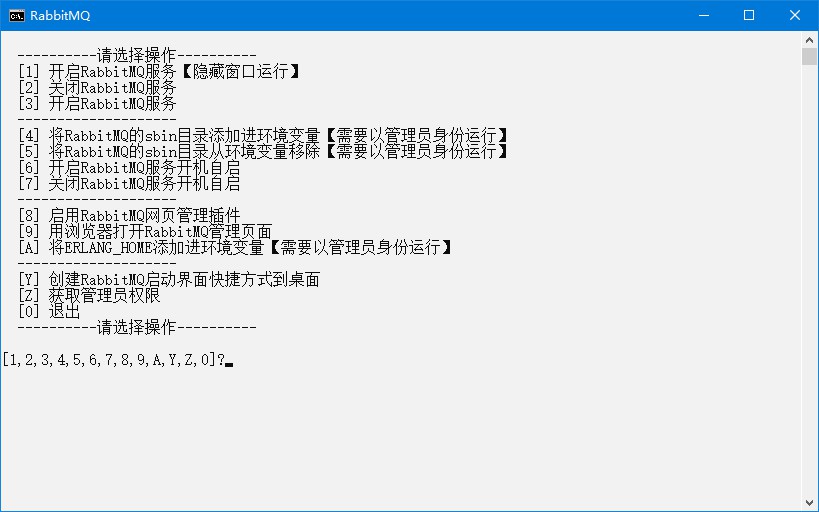 RabbitMQ
----------请选择操作----------
[1] 开启RabbitMQ服务【隐藏窗口运行】
[2] 关闭RabbitMQ服务
[3] 开启RabbitMQ服务
--------------------
[4] 将RabbitMQ的sbin目录添加进环境变量【需要以管理员身份运行】
[5] 将RabbitMQ的sbin目录从环境变量移除【需要以管理员身份运行】
[6] 开启RabbitMQ服务开机自启
[7] 关闭RabbitMQ服务开机自启
--------------------
[8] 启用RabbitMQ网页管理插件
[9] 用浏览器打开RabbitMQ管理页面
[A] 将ERLANG_HOME添加进环境变量【需要以管理员身份运行】
--------------------
[Y] 创建RabbitMQ启动界面快捷方式到桌面
[Z] 获取管理员权限
[0] 退出
----------请选择操作----------
[1,2,3,4,5,6,7,8,9,A,Y,Z,0]?